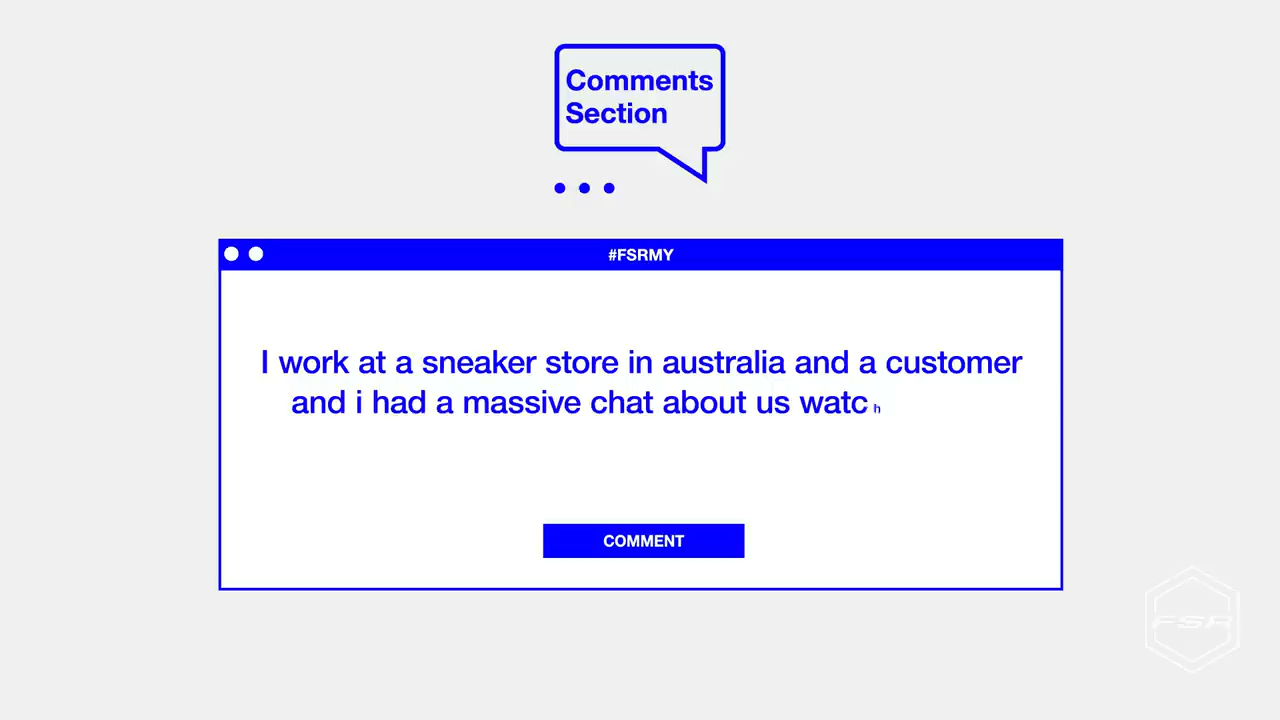 Comments
Section
#FSRMY
I work at a sneaker store in australia and a customer
and i had a massive chat about us watch
COMMENT
FSR